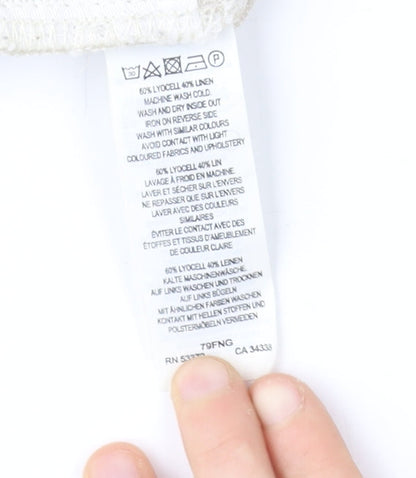 30
P
60% LYOCELL 40% LINEN
MACHINE WASH COLD.
WASH AND DRY INSIDE OUT
IRON ON REVERSE SIDE
WASH WITH SIMILAR COLOURS
AVOID CONTACT WITH LIGHT
COLOURED FABRICS AND UPHOLSTERY
60% LYOCELL 40% LIN
LAVAGE À FROID EN MACHINE.
LAVER ET SÉCHER SUR L'ENVERS
NE REPASSER QUE SUR L'ENVERS
LAVER AVEC DES COULEURS
SIMILAIRES
ÉVITER LE CONTACT AVEC DES
ÉTOFFES ET TISSUS D'AMEUBLEMENT
DE COULEUR CLAIRE
60% LYOCELL 40% LEINEN
KALTE MASCHINENWÄSCHE.
AUF LINKS WASCHEN UND TROCKNEN
AUF LINKS BÜGELN
MIT ÄHNLICHEN FARBEN WASCHEN
KONTAKT MIT HELLEN STOFFEN UND
POLSTERMÖBELN VERMEIDEN
79FNG
RN CA 34338